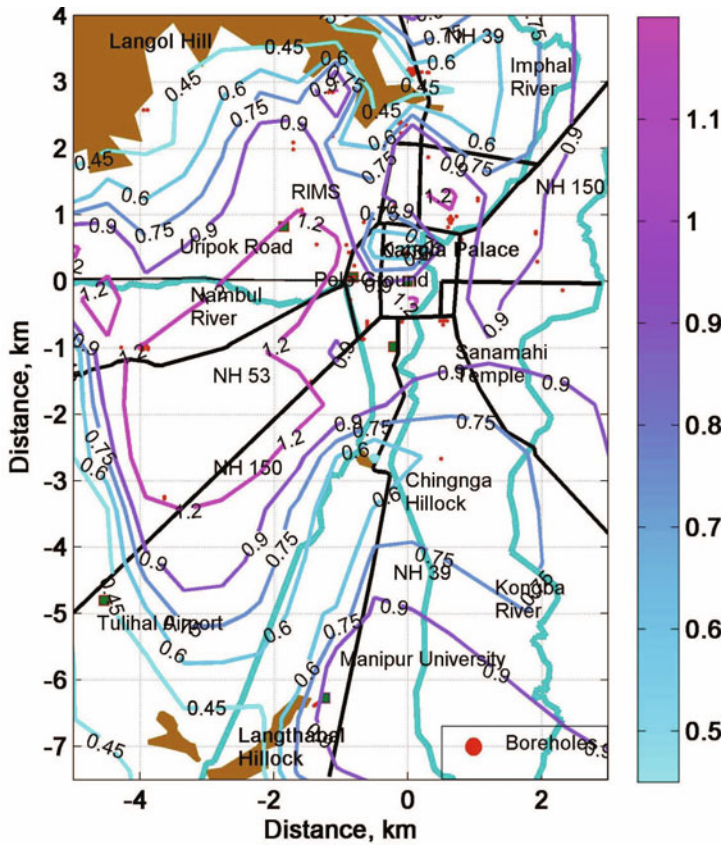 4
3
2
1
0
-1
-2
-3
-4
-5
-6
-7
Distance, km
-4
-2
0
2
Distance, km
Langol Hill
NH 39
Imphal
River
NH 150
RIMS
Uripok Road
Kangla Palace
Polo Ground
Nambul
River
NH 53
Sanamahi
Temple
NH 150
Chingnga
Hillock
NH 39
Kongba
River
Tulihal Airport
Manipur University
Langthabal
Hillock
Boreholes
0.45
0.6
0.75
0.9
1.2
1.1
1
0.9
0.8
0.7
0.6
0.5